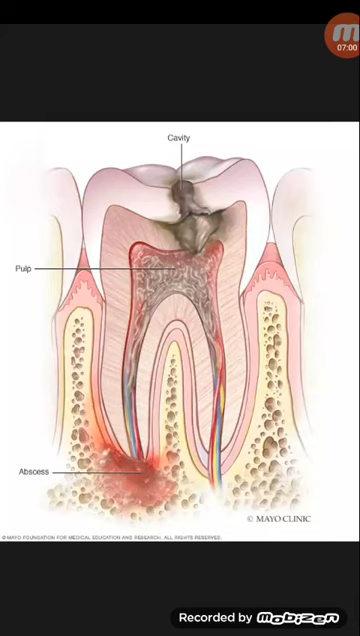 07:00
Cavity
Pulp
Abscess
© MAYO CLINIC
© MAYO FOUNDATION FOR MEDICAL EDUCATION AND RESEARCH. ALL RIGHTS RESERVED.
Recorded by Mobizen